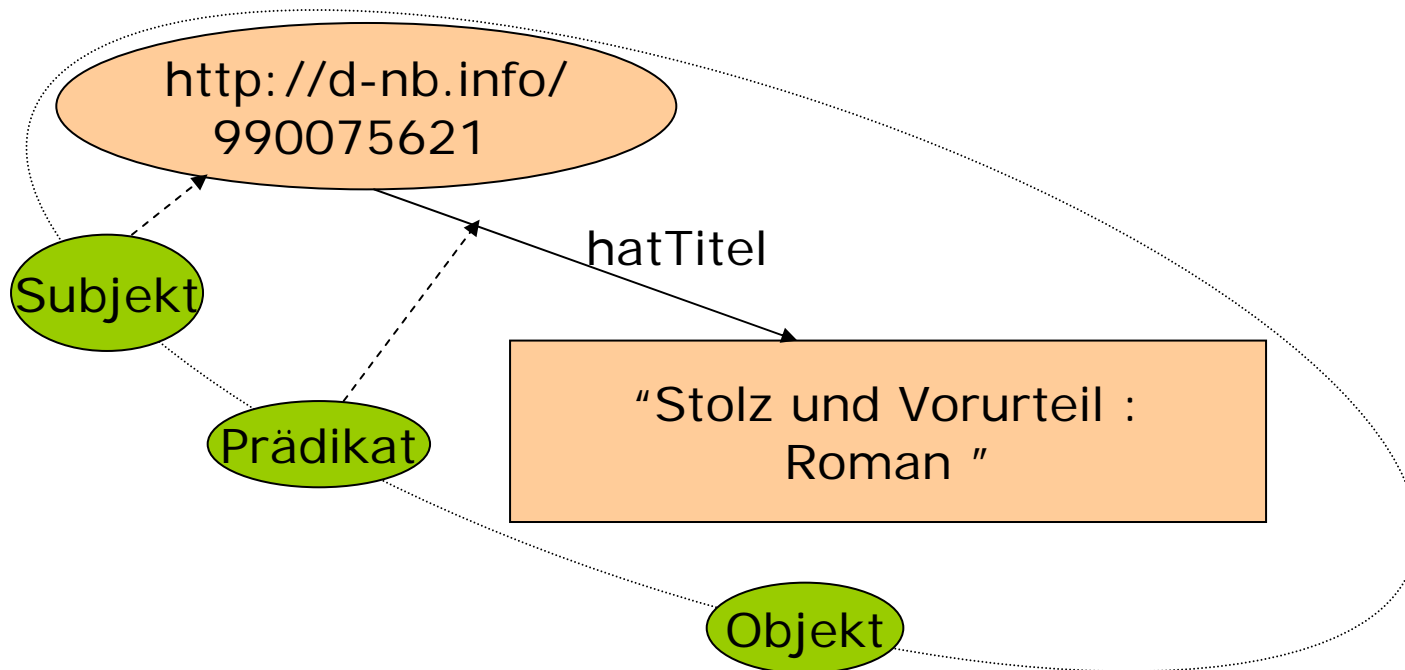 http://d-nb.info/
990075621
hatTitel
Subjekt
“Stolz und Vorurteil :
Roman ”
Prädikat
Objekt